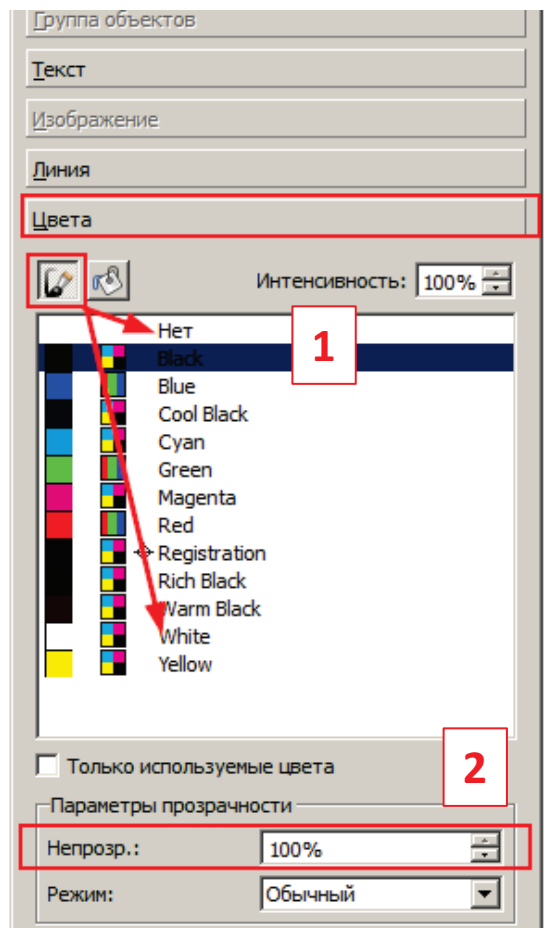 Группа объектов
Текст
Изображение
Линия
Цвета
Интенсивность: 100%
1
Нет
Black
Blue
Cool Black
Cyan
Green
Magenta
Red
Registration
Rich Black
Warm Black
White
Yellow
Только используемые цвета
2
Параметры прозрачности
Непрозр.: 100%
Режим: Обычный